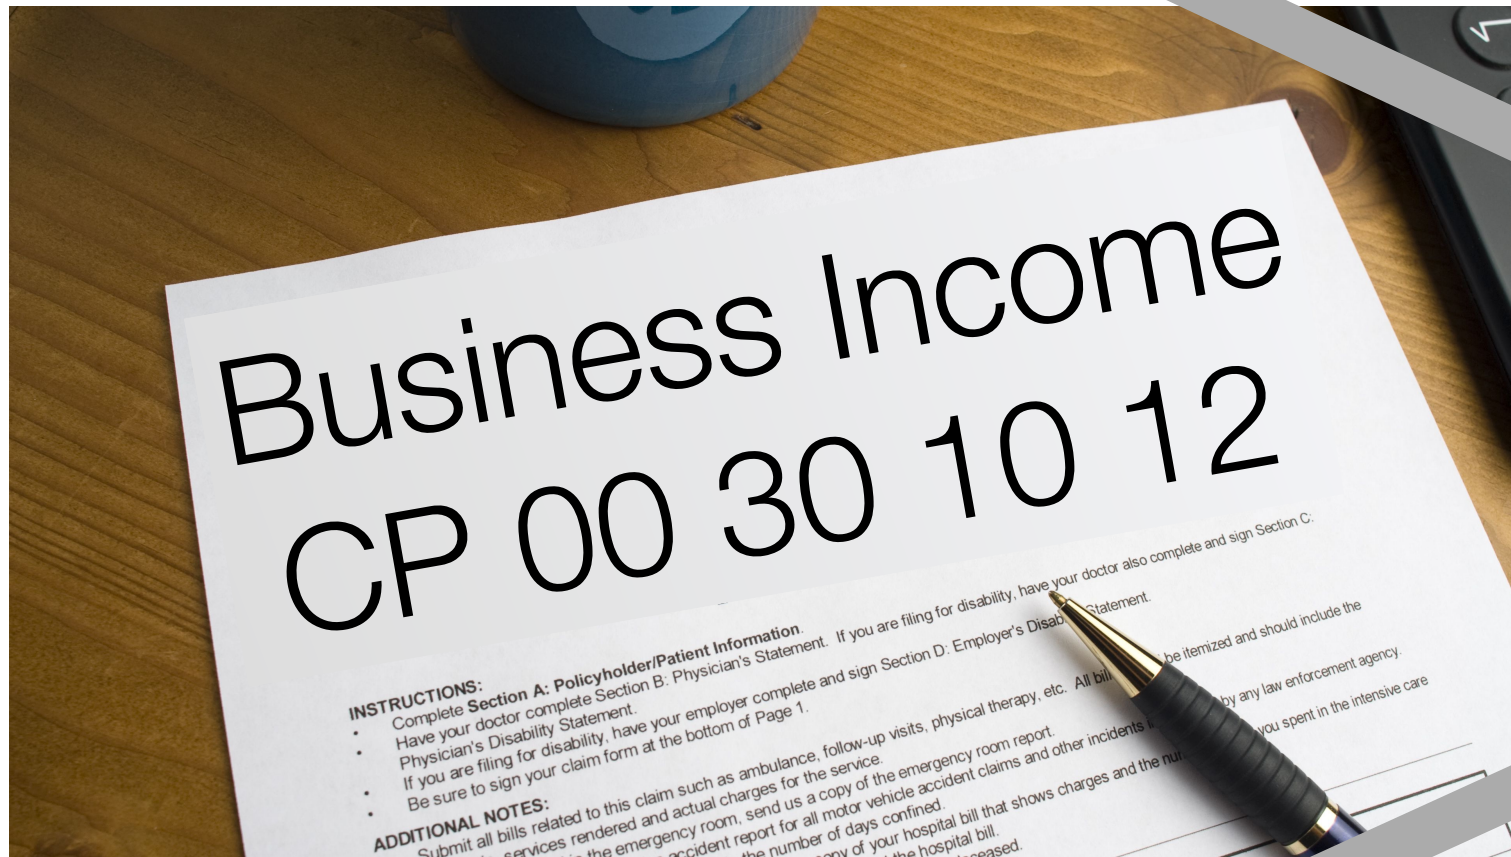 Business Income
CP 00 30 10 12
INSTRUCTIONS:
Complete Section A: Policyholder/Patient Information.
• Have your doctor complete Section B: Physician's Statement. If you are filing for disability, have your doctor also complete and sign Section C:
Physician's Disability Statement.
• If you are filing for disability, have your employer complete and sign Section D: Employer's Statement.
• Be sure to sign your claim form at the bottom of Page 1.
ADDITIONAL NOTES:
Submit all bills related to this claim such as ambulance, follow-up visits, physical therapy, etc. All be itemized and should include the
services rendered and actual charges for the service.
the emergency room, send us a copy of the emergency room report.
accident report for all motor vehicle accident claims and other incidents by any law enforcement agency.
of your hospital bill that shows charges and the you spent in the intensive care
the number of days confined.
the hospital bill.